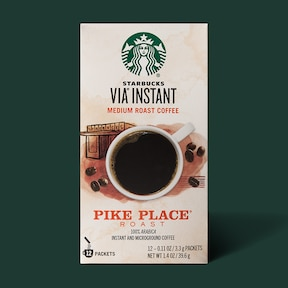 STARBUCKS
VIA® INSTANT
MEDIUM ROAST COFFEE
PIKE PLACE®
ROAST
100% ARABICA
INSTANT AND MICROGROUND COFFEE
12 PACKETS
12 – 0.11 OZ / 3.3 g PACKETS
NET WT 1.4 OZ / 39.6 g